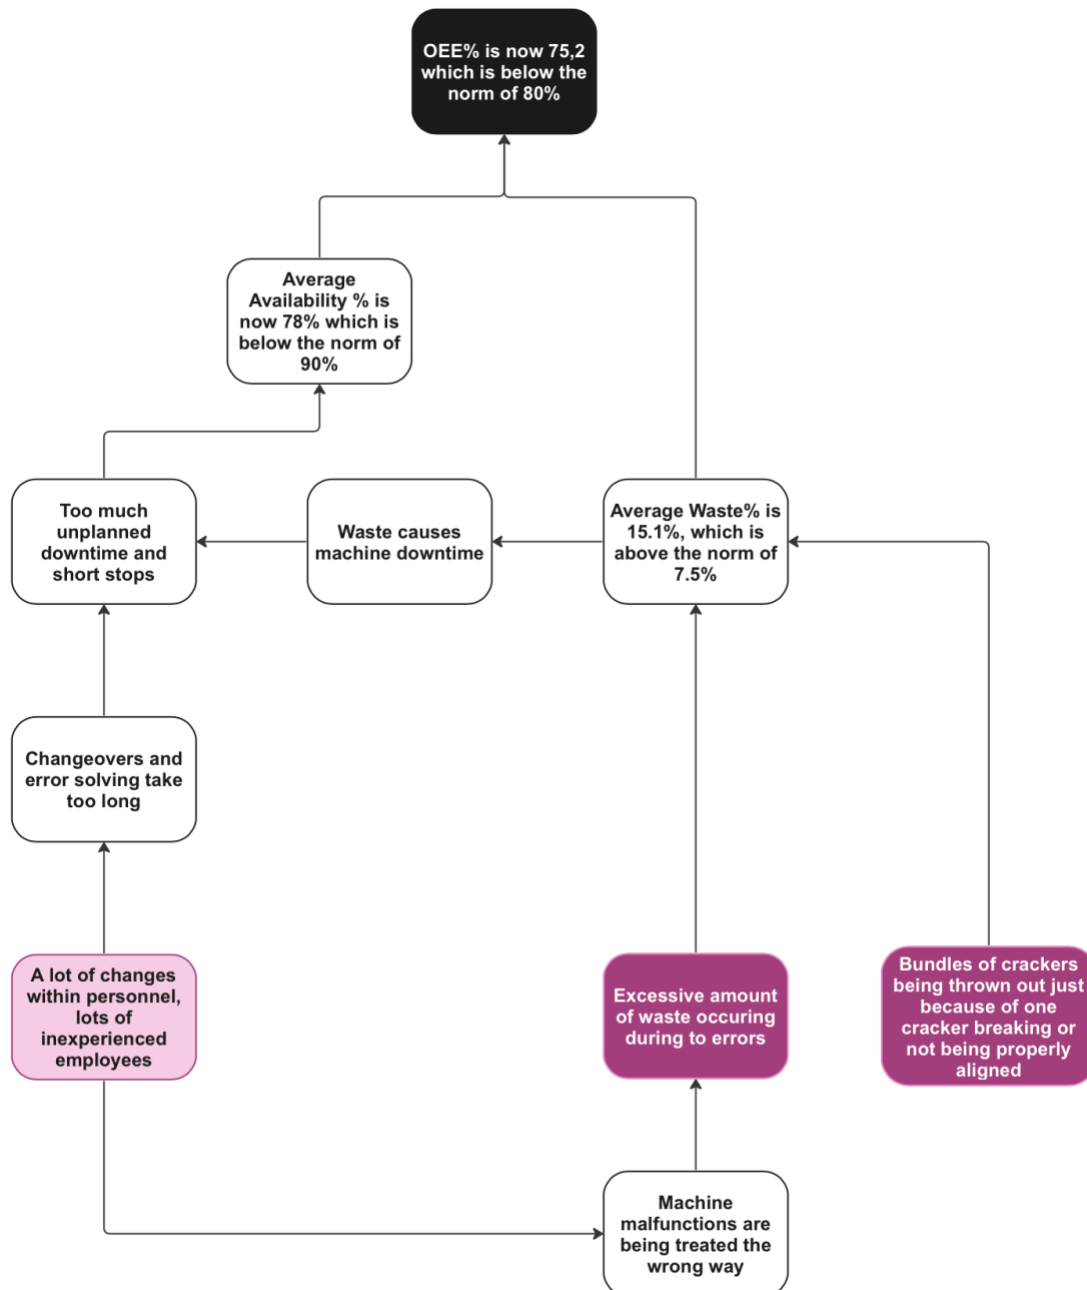 OEE% is now 75,2
which is below the
norm of 80%
Average
Availability % is
now 78% which is
below the norm of
90%
Too much
unplanned
downtime and
short stops
Waste causes
machine downtime
Average Waste% is
15.1%, which is
above the norm of
7.5%
Changeovers and
error solving take
too long
A lot of changes
within personnel,
lots of
inexperienced
employees
Excessive amount
of waste occuring
during to errors
Bundles of crackers
being thrown out just
because of one
cracker breaking or
not being properly
aligned
Machine
malfunctions are
being treated the
wrong way